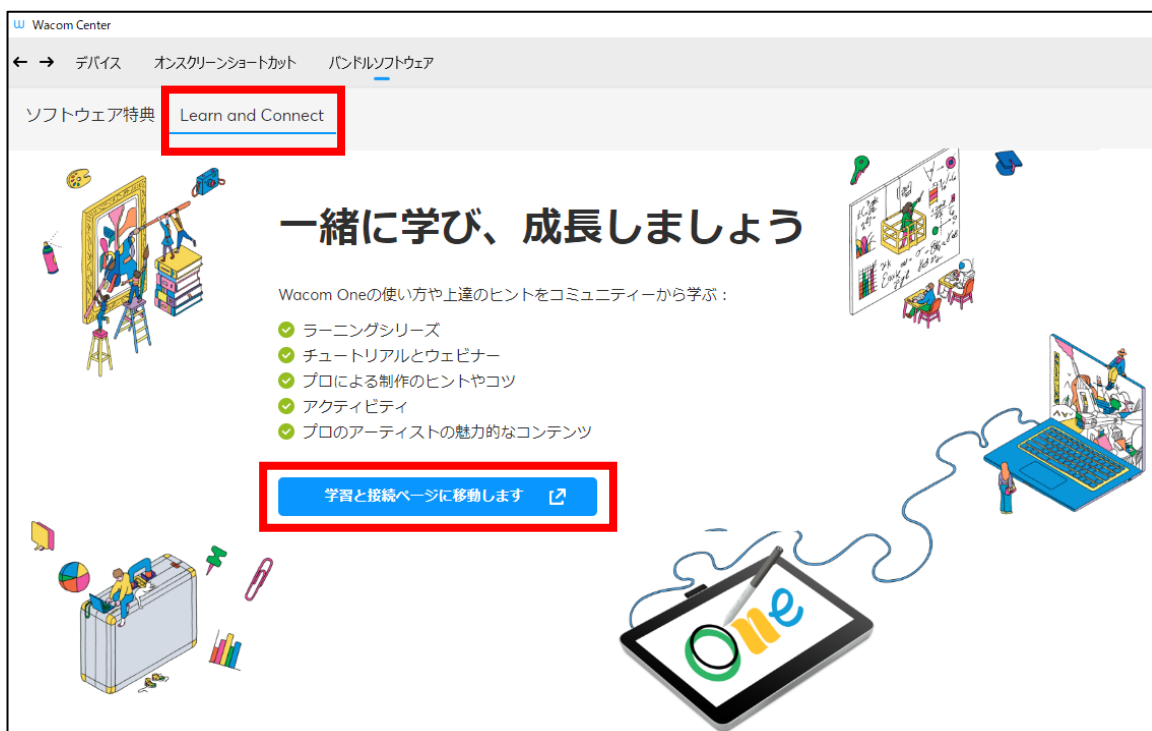 Wacom Center
← → デバイス オンスクリーンショートカット バンドルソフトウェア
ソフトウェア特典 Learn and Connect
一緒に学び、成長しましょう
Wacom Oneの使い方や上達のヒントをコミュニティーから学ぶ：
ラーニングシリーズ
チュートリアルとウェビナー
プロによる制作のヒントやコツ
アクティビティ
プロのアーティストの魅力的なコンテンツ
学習と接続ページに移動します
One